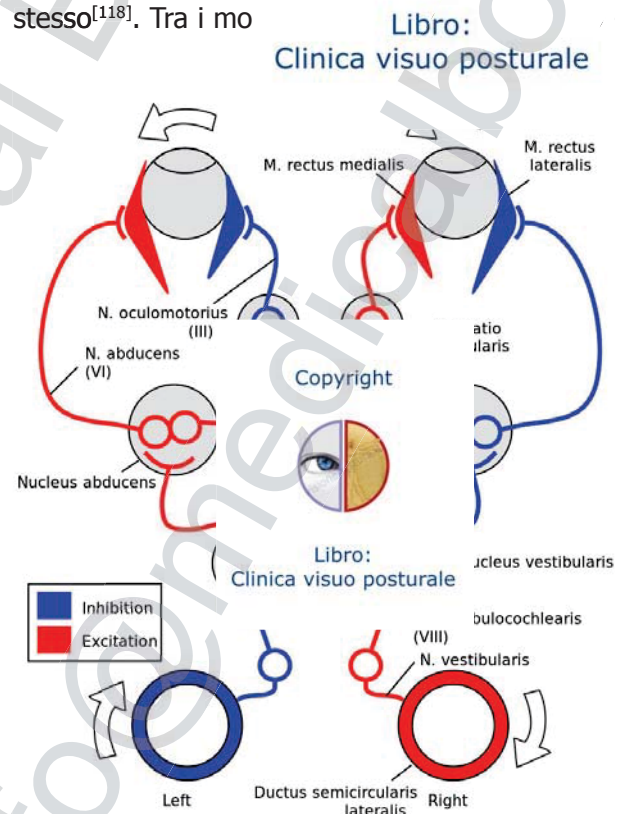 stesso[118]. Tra i mo
Libro:
Clinica visuo posturale
M. rectus medialis
M. rectus
lateralis
N. oculomotorius
(III)
N. abducens
(VI)
Nucleus abducens
Copyright
Libro:
Clinica visuo posturale
Inhibition
Excitation
(VIII)
N. vestibularis
Left
Ductus semicircularis
lateralis
Right